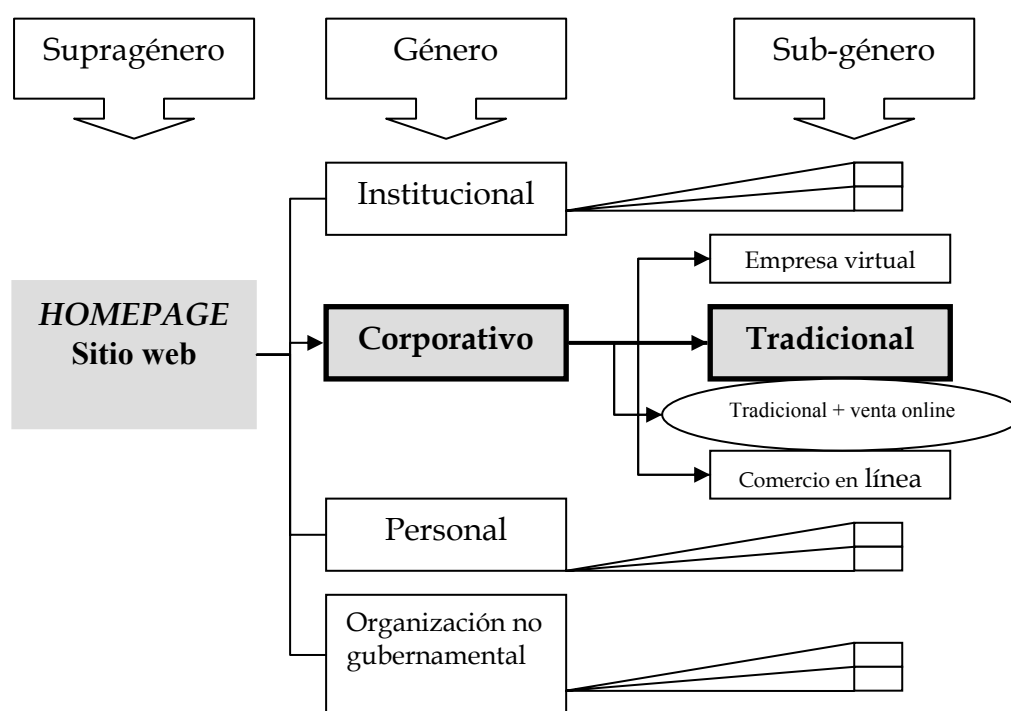 Supragénero
Género
Sub-género
Institucional
Empresa virtual
HOMEPAGE
Sitio web
Corporativo
Tradicional
Tradicional + venta online
Comercio en línea
Personal
Organización no
gubernamental